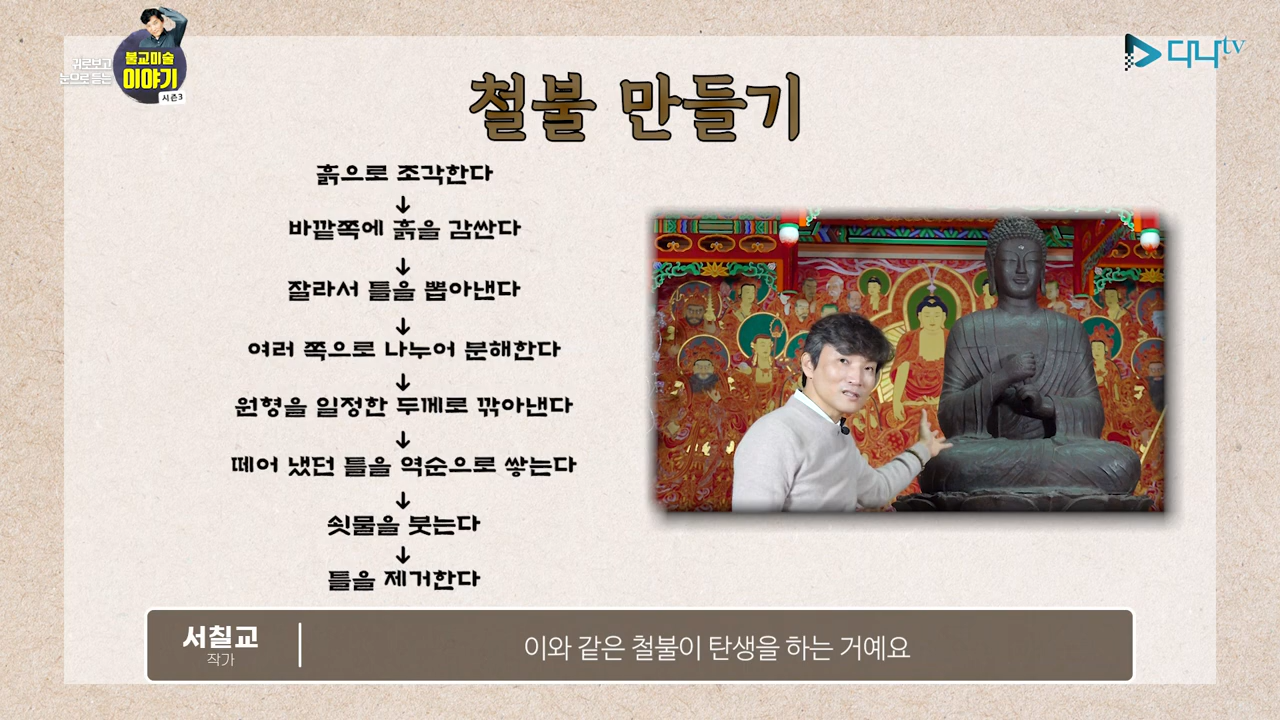 귀로보고
눈으로듣는
불교미술
이야기
시즌3
디나tv
철불 만들기
흙으로 조각한다
↓
바깥쪽에 흙을 감싼다
↓
잘라서 틀을 뽑아낸다
↓
여러 쪽으로 나누어 분해한다
↓
원형을 일정한 두께로 깎아낸다
↓
떼어 냈던 틀을 역순으로 쌓는다
↓
쇳물을 붓는다
↓
틀을 제거한다
서칠교
작가
이와 같은 철불이 탄생을 하는 거예요